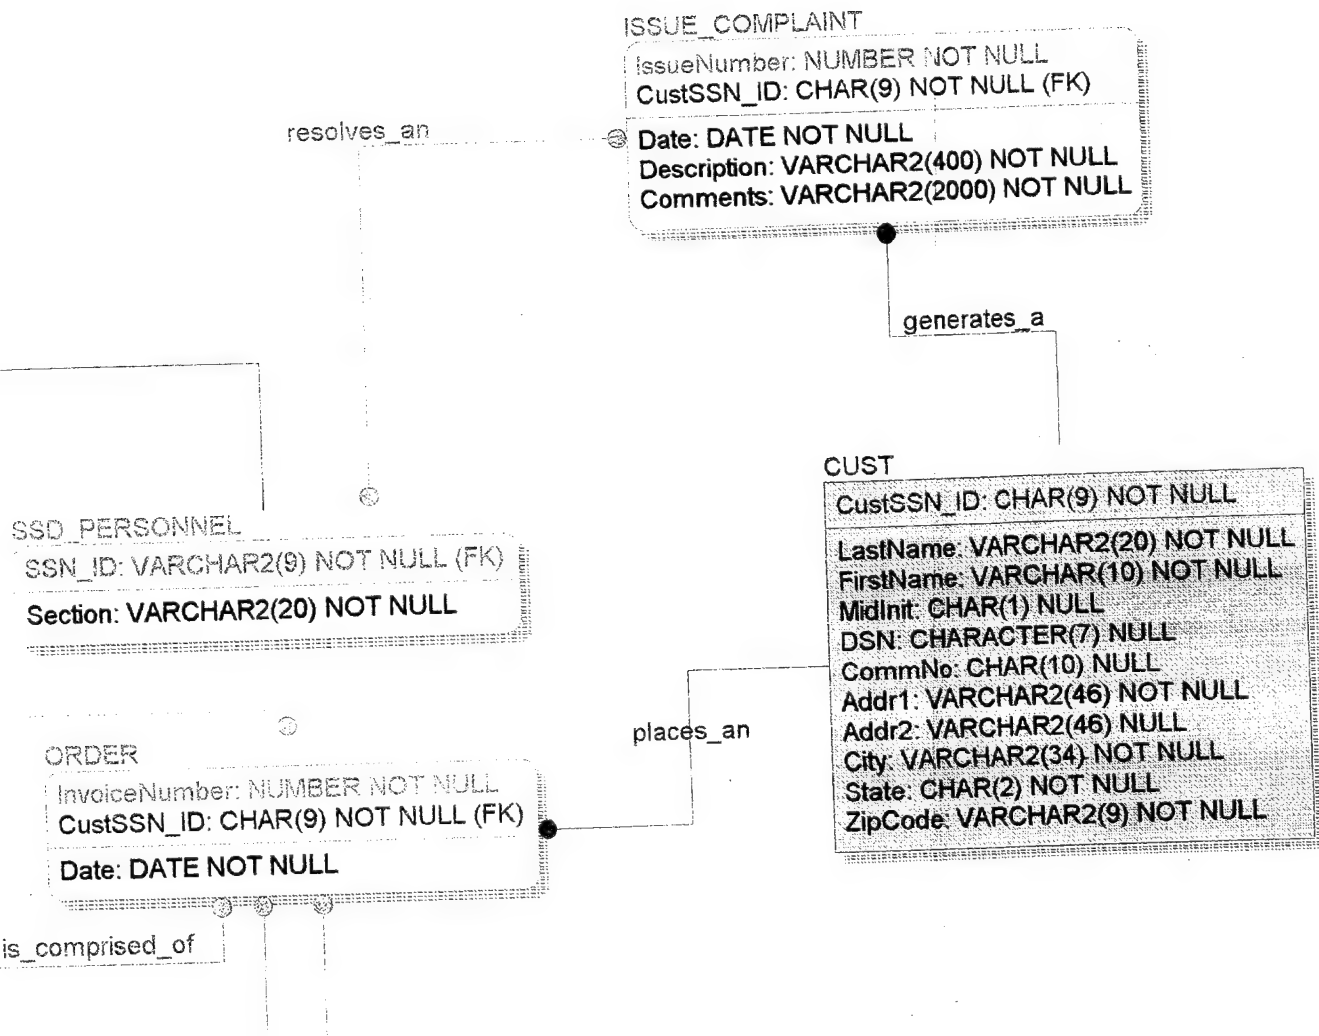 ISSUE_COMPLAINT
IssueNumber: NUMBER NOT NULL
CustSSN_ID: CHAR(9) NOT NULL (FK)
Date: DATE NOT NULL
Description: VARCHAR2(400) NOT NULL
Comments: VARCHAR2(2000) NOT NULL
resolves_an
generates_a
SSD_PERSONNEL
SSN_ID: VARCHAR2(9) NOT NULL (FK)
Section: VARCHAR2(20) NOT NULL
CUST
CustSSN_ID: CHAR(9) NOT NULL
LastName: VARCHAR2(20) NOT NULL
FirstName: VARCHAR(10) NOT NULL
MidInit: CHAR(1) NULL
DSN: CHARACTER(7) NULL
CommNo: CHAR(10) NULL
Addr1: VARCHAR2(46) NOT NULL
Addr2: VARCHAR2(46) NULL
City: VARCHAR2(34) NOT NULL
State: CHAR(2) NOT NULL
ZipCode: VARCHAR2(9) NOT NULL
places_an
ORDER
InvoiceNumber: NUMBER NOT NULL
CustSSN_ID: CHAR(9) NOT NULL (FK)
Date: DATE NOT NULL
is_comprised_of